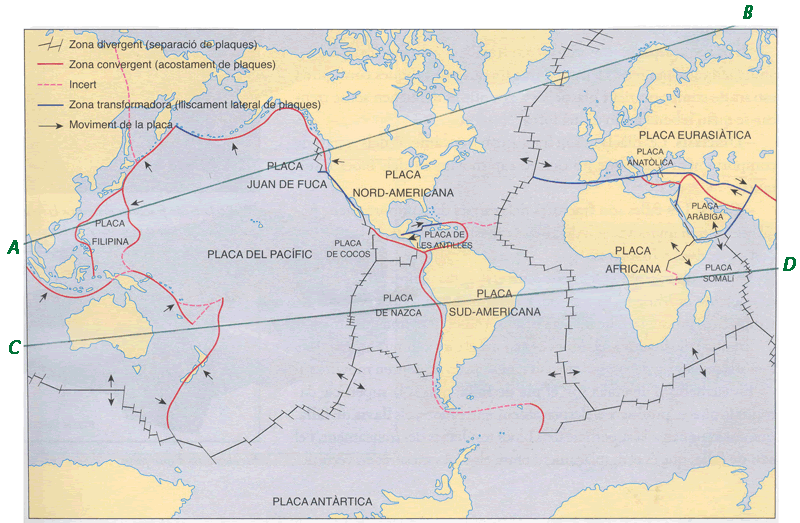 B
Zona divergent (separació de plaques)
Zona convergent (acostament de plaques)
Incert
Zona transformadora (lliscament lateral de plaques)
Moviment de la placa
PLACA EURASIÀTICA
PLACA
ANATÒLICA
PLACA
JUAN DE FUCA
PLACA
NORD-AMERICANA
PLACA
ARÀBIGA
PLACA
FILIPINA
A
PLACA DE
LES ANTILLES
PLACA
DE COCOS
PLACA DEL PACÍFIC
PLACA
AFRICANA
PLACA
SOMALÍ
D
PLACA
DE NAZCA
PLACA
SUD-AMERICANA
C
PLACA ANTÀRTICA